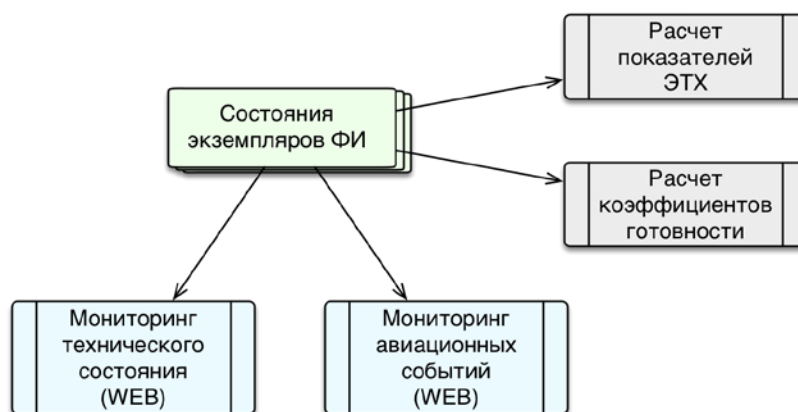 Расчет
показателей
ЭТХ
Состояния
экземпляров ФИ
Расчет
коэффициентов
готовности
Мониторинг
технического
состояния
(WEB)
Мониторинг
авиационных
событий
(WEB)